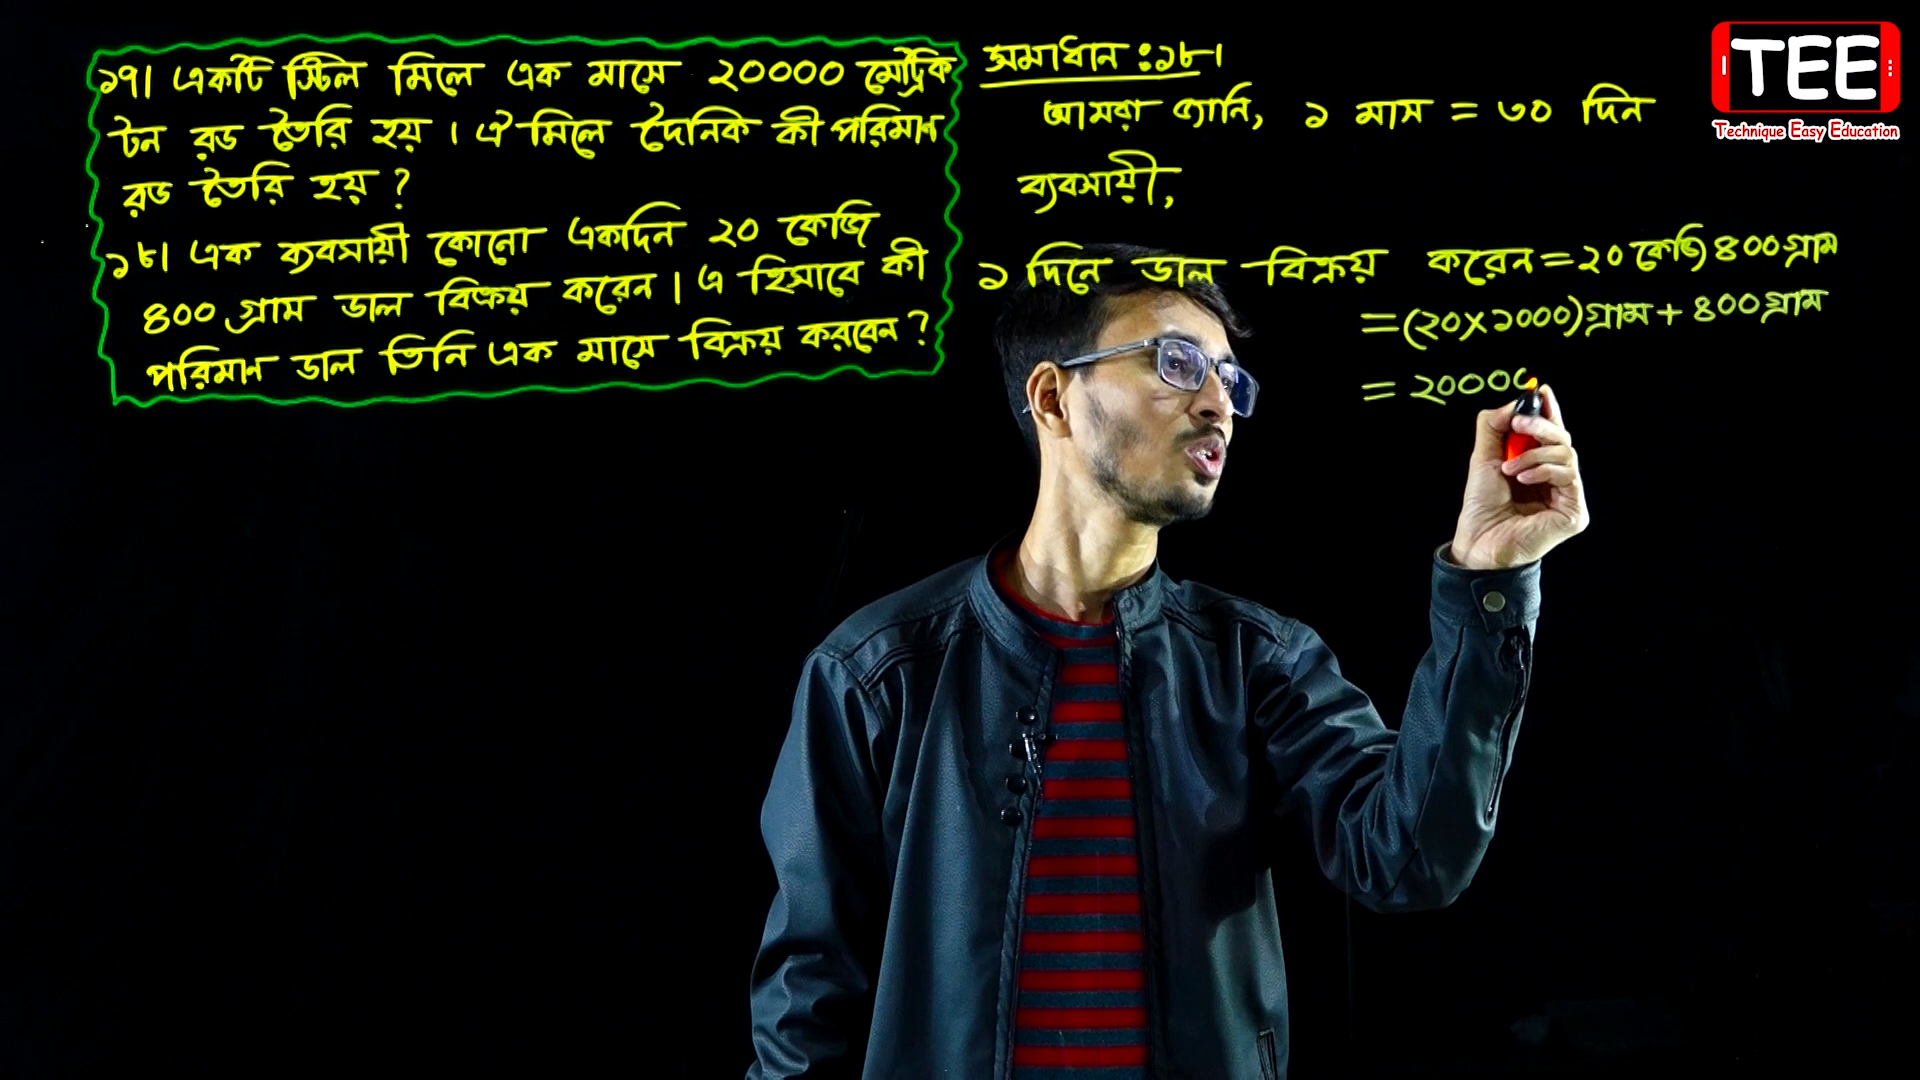 ১৭। একটি স্টিল মিলে এক মাসে ২০০০০ মেট্রিক
টন রড তৈরি হয়। ঐ মিলে দৈনিক কী পরিমাণ
রড তৈরি হয়?
১৮। এক ব্যবসায়ী কোনো একদিন ২০ কেজি
৪০০ গ্রাম ডাল বিক্রয় করেন। এ হিসাবে কী
পরিমাণ ডাল তিনি এক মাসে বিক্রয় করবেন?
সমাধান:১৮।
আমরা জানি, ১ মাস = ৩০ দিন
ব্যবসায়ী,
১ দিনে ডাল বিক্রয় করেন = ২০ কেজি ৪০০ গ্রাম
= (২০×১০০০) গ্রাম + ৪০০ গ্রাম
= ২০০০০
TEE
Technique Easy Education